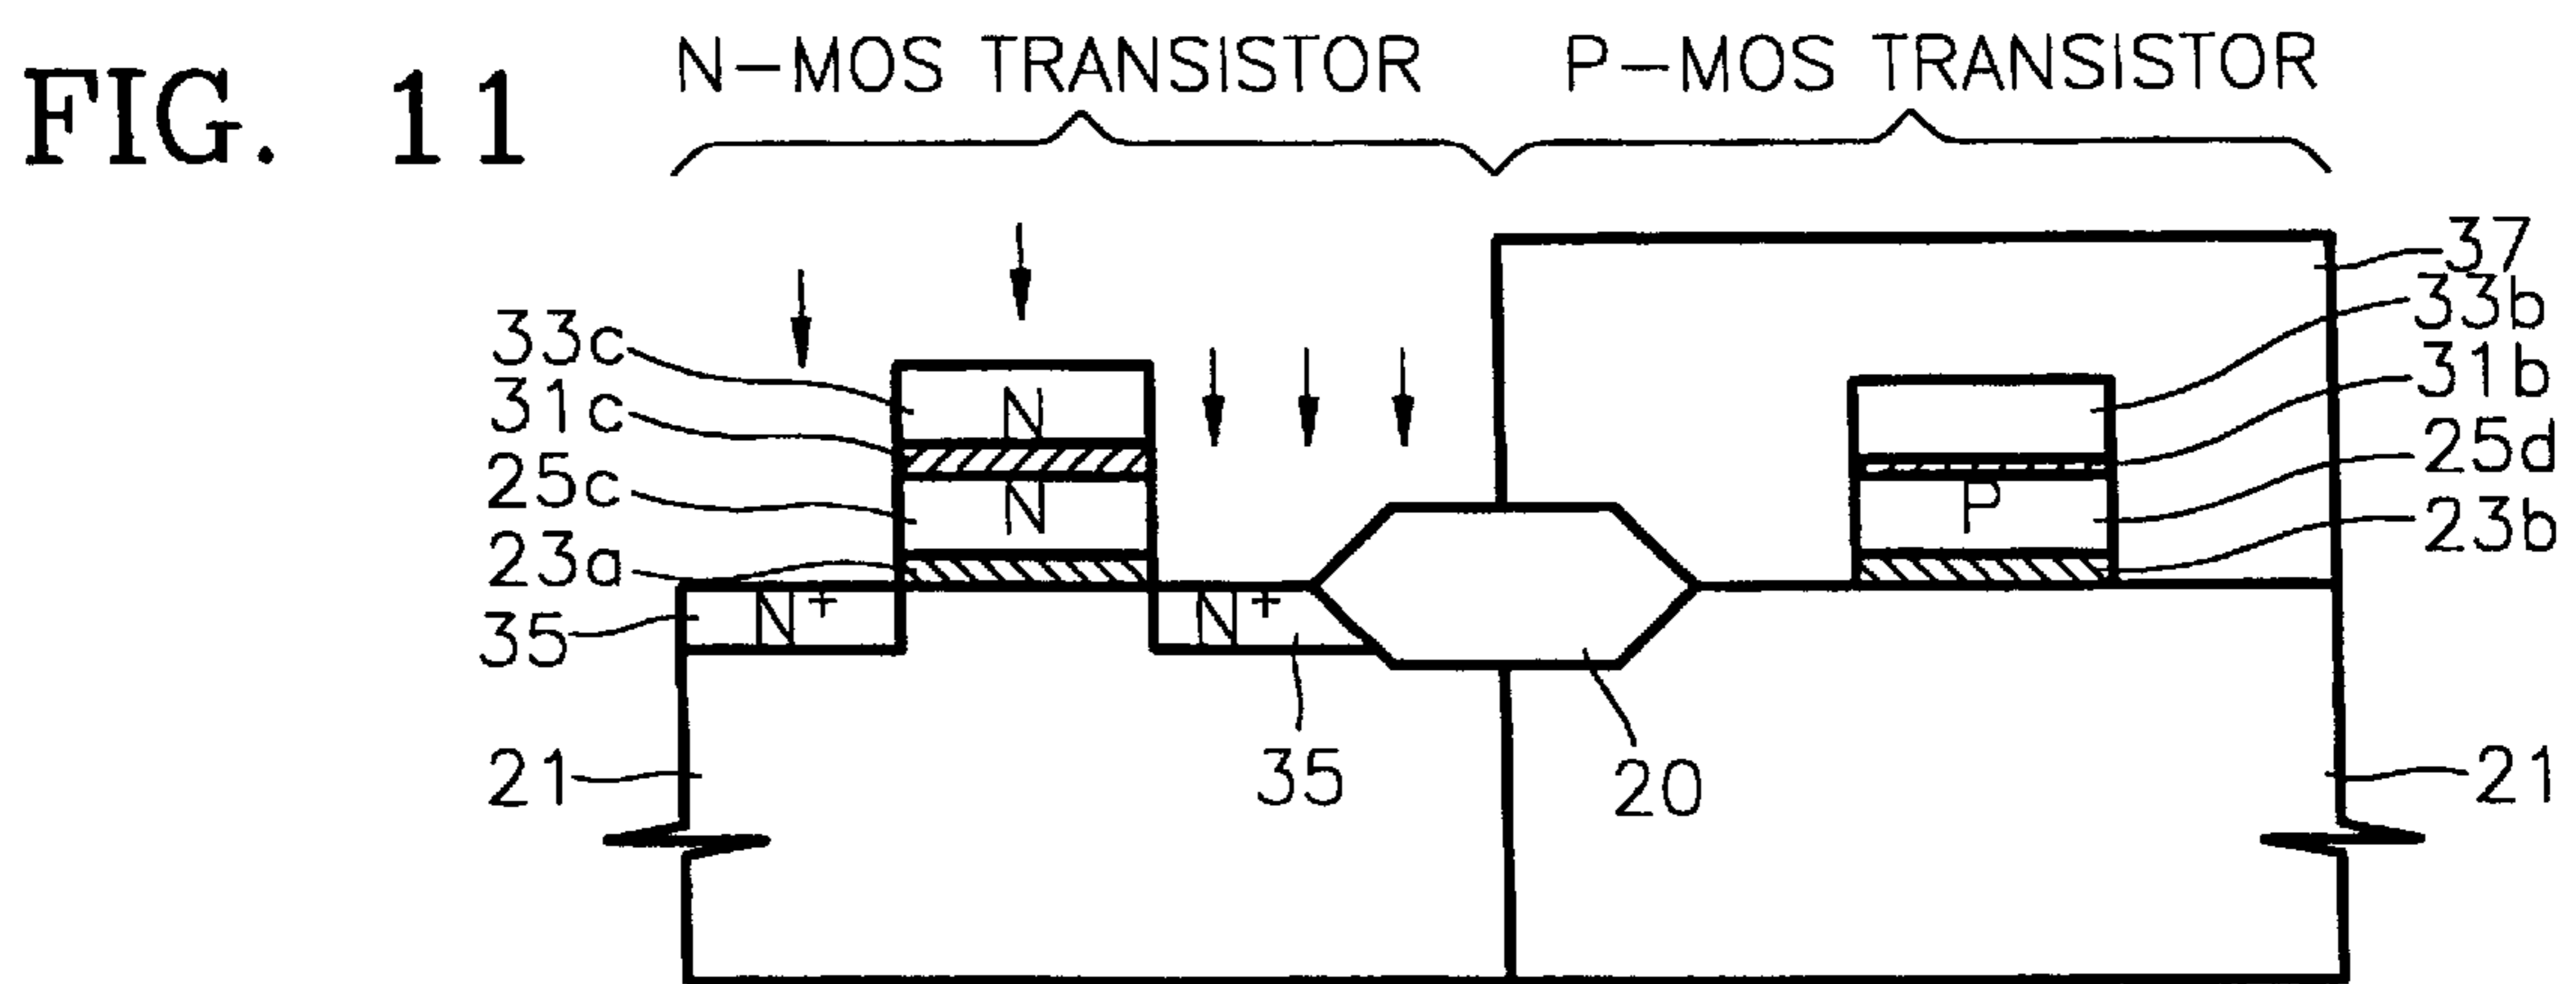 FIG. 11
N-MOS TRANSISTOR P-MOS TRANSISTOR
37
33b
33c
31b
31c
N
25d
25c
N
P
23b
23a
35
N+
N+
21
35
20
21